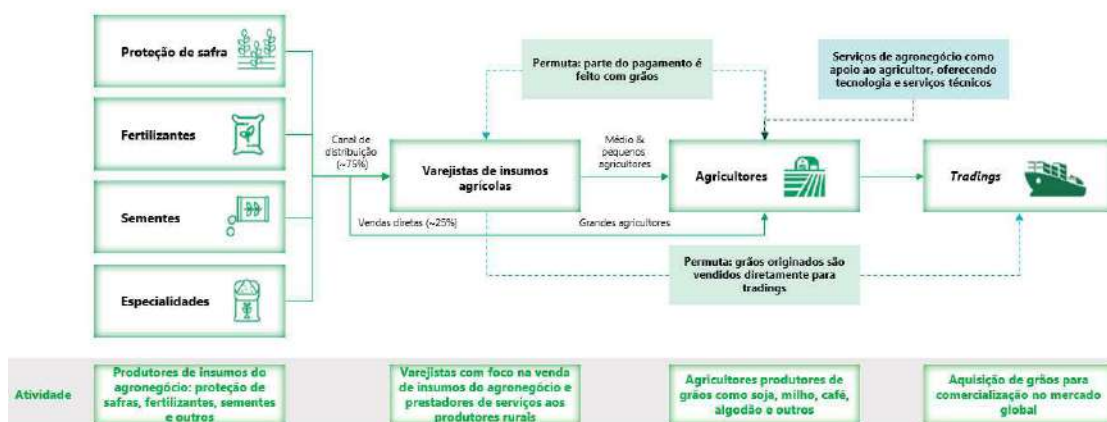 Proteção de safra
Fertilizantes
Sementes
Especialidades
Canal de
distribuição
(~75%)
Vendas diretas (~25%)
Varejistas de insumos
agrícolas
Permuta: parte do pagamento é
feito com grãos
Médio &
pequenos
agricultores
Grandes agricultores
Serviços de agronegócio como
apoio ao agricultor, oferecendo
tecnologia e serviços técnicos
Agricultores
Tradings
Permuta: grãos originados são
vendidos diretamente para
tradings
Atividade
Produtores de insumos do
agronegócio: proteção de
safras, fertilizantes, sementes
e outros
Varejistas com foco na venda
de insumos do agronegócio e
prestadores de serviços aos
produtores rurais
Agricultores produtores de
grãos como soja, milho, café,
algodão e outros
Aquisição de grãos para
comercialização no mercado
global